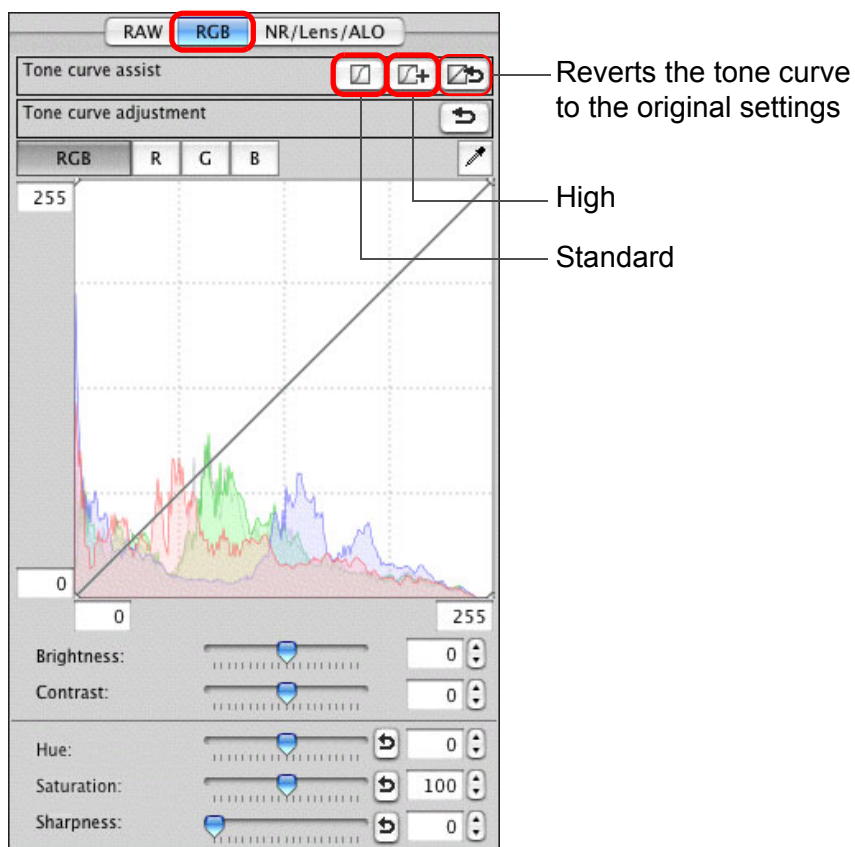 RAW RGB NR/Lens/ALO
Tone curve assist
Reverts the tone curve
to the original settings
Tone curve adjustment
RGB R G B
High
255
Standard
0
0 255
Brightness: 0
Contrast: 0
Hue: 0
Saturation: 100
Sharpness: 0